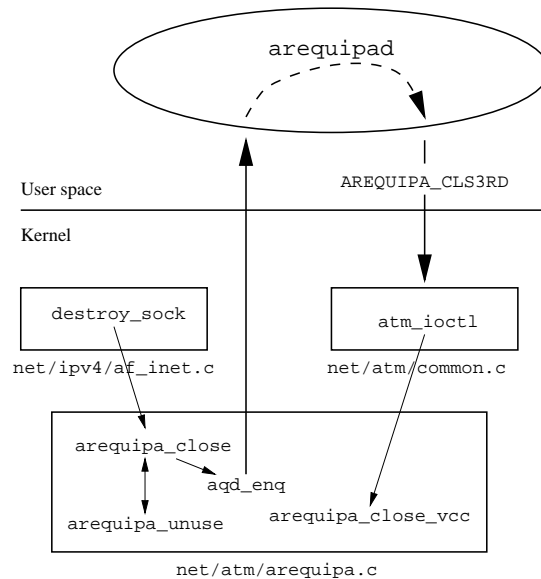 arequipad
AREQUIPA_CLS3RD
User space
Kernel
destroy_sock
atm_ioctl
net/ipv4/af_inet.c
net/atm/common.c
arequipa_close
aqd_enq
arequipa_unuse
arequipa_close_vcc
net/atm/arequipa.c